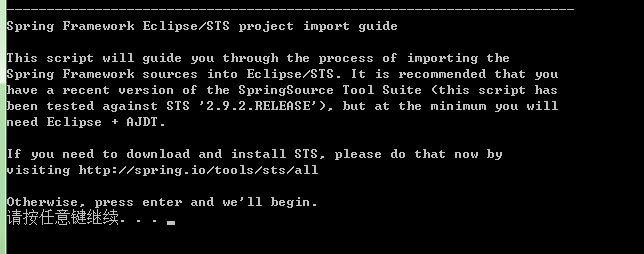 -----------------------------------------------------------------------
Spring Framework Eclipse/STS project import guide
This script will guide you through the process of importing the
Spring Framework sources into Eclipse/STS. It is recommended that you
have a recent version of the SpringSource Tool Suite (this script has
been tested against STS '2.9.2.RELEASE'), but at the minimum you will
need Eclipse + AJDT.
If you need to download and install STS, please do that now by
visiting http://spring.io/tools/sts/all
Otherwise, press enter and we'll begin.
请按任意键继续. . .